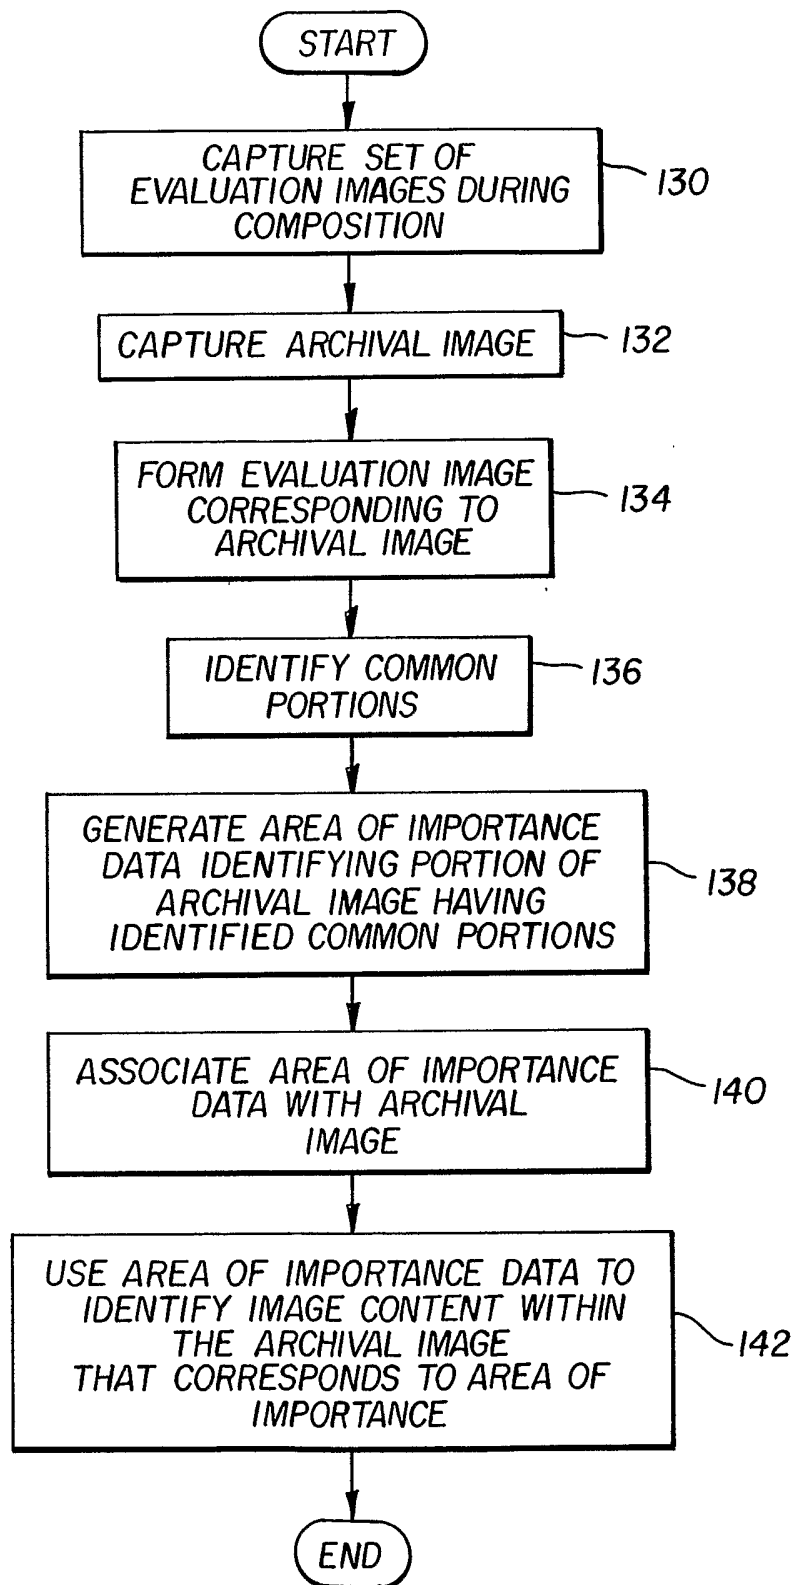 START
CAPTURE SET OF
EVALUATION IMAGES DURING
COMPOSITION
130
CAPTURE ARCHIVAL IMAGE
132
FORM EVALUATION IMAGE
CORRESPONDING TO
ARCHIVAL IMAGE
134
IDENTIFY COMMON
PORTIONS
136
GENERATE AREA OF IMPORTANCE
DATA IDENTIFYING PORTION OF
ARCHIVAL IMAGE HAVING
IDENTIFIED COMMON PORTIONS
138
ASSOCIATE AREA OF IMPORTANCE
DATA WITH ARCHIVAL
IMAGE
140
USE AREA OF IMPORTANCE DATA TO
IDENTIFY IMAGE CONTENT WITHIN
THE ARCHIVAL IMAGE
THAT CORRESPONDS TO AREA OF
IMPORTANCE
142
END